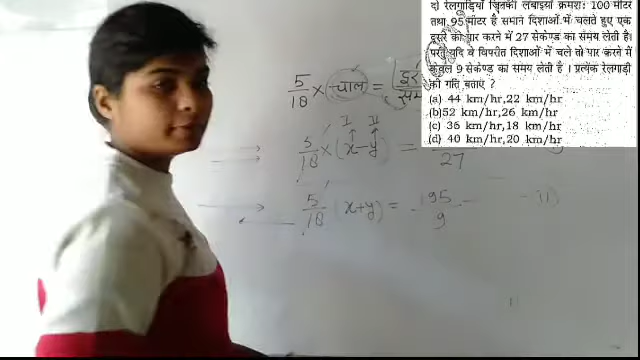 दो रेलगाड़ियाँ जिनकी लंबाइयाँ क्रमशः 100 मीटर
तथा 95 मीटर है समान दिशाओं में चलते हुए एक
दूसरे को पार करने में 27 सेकेण्ड का समय लेती है।
परंतु यदि वे विपरीत दिशाओं में चले तो पार करने में
केवल 9 सेकेण्ड का समय लेती है । प्रत्येक रेलगाड़ी
की गति बताए ?
(a) 44 km/hr,22 km/hr
(b)52 km/hr,26 km/hr
(c) 36 km/hr,18 km/hr
(d) 40 km/hr,20 km/hr
5/18 × चाल =
I II
5/18 × (x-y) = 27
5/18 (x+y) = 195/9 (II)